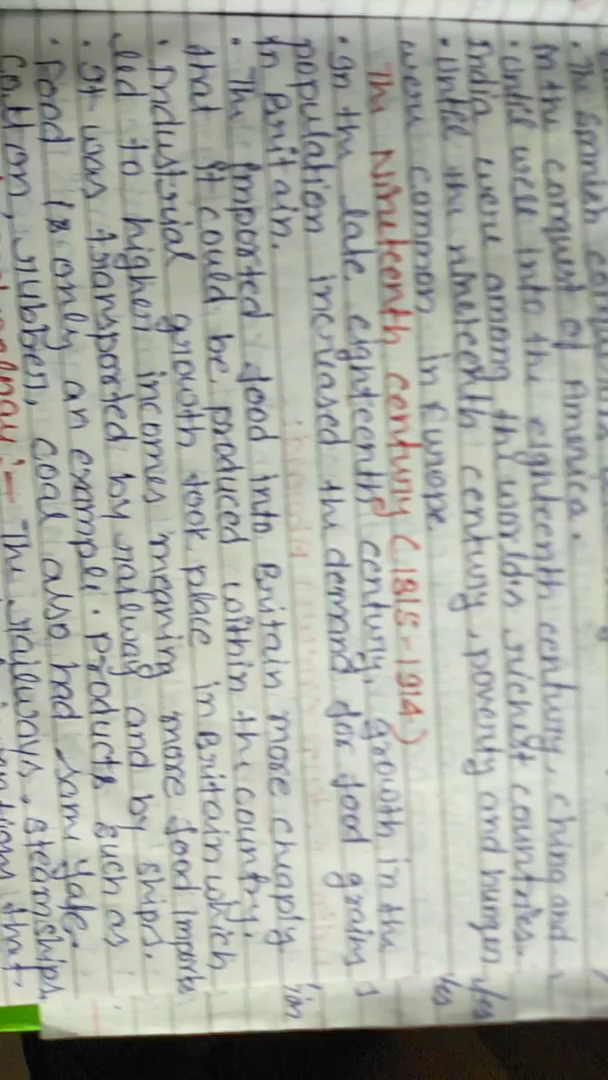 • The Spanish
in the conquest of America.
• Until well into the eighteenth century, China and
India were among the world's richest countries.
• Until the nineteenth century, poverty and hunger
were common in Europe
The Nineteenth century (1815-1914)
• In the late eighteenth century, growth in the
population increased the demand for food grains
in Britain.
• The imported food into Britain more cheaply
that it could be produced within the country.
• Industrial growth took place in Britain which
led to higher incomes meaning more food imports
• It was transported by railway and by ships.
• Food is only an example. products such as
cotton, rubber, coal also had same fate.
:- The railways, steamships,
that